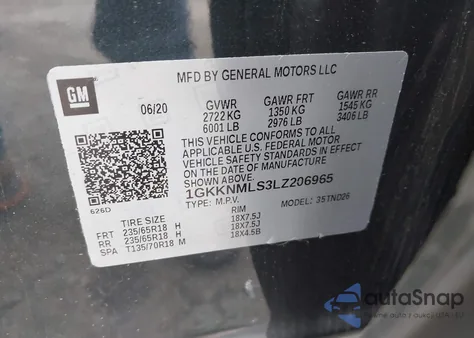 MFD BY GENERAL MOTORS LLC
GM
06/20 GVWR GAWR FRT GAWR RR
2722 KG 1350 KG 1545 KG
6001 LB 2976 LB 3406 LB
THIS VEHICLE CONFORMS TO ALL
APPLICABLE U.S. FEDERAL MOTOR
VEHICLE SAFETY STANDARDS IN EFFECT
ON THE DATE OF MANUFACTURE
SHOWN ABOVE.
1GKKNMLS3LZ206965
626D TYPE: M.P.V. MODEL: 35TND26
TIRE SIZE RIM
FRT 235/65R18 H 18X7.5J
RR 235/65R18 H 18X7.5J
SPA T135/70R18 M 18X4.5B
autoSnap